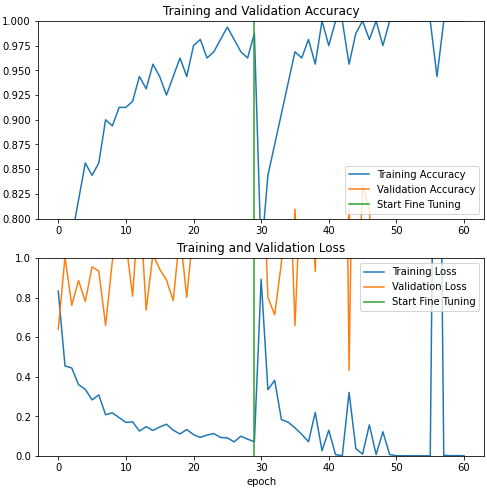 Training and Validation Accuracy
1.000
0.975
0.950
0.925
0.900
0.875
0.850
0.825
0.800
Training Accuracy
Validation Accuracy
Start Fine Tuning
0 10 20 30 40 50 60
Training and Validation Loss
1.0
0.8
0.6
0.4
0.2
0.0
Training Loss
Validation Loss
Start Fine Tuning
0 10 20 30 40 50 60
epoch